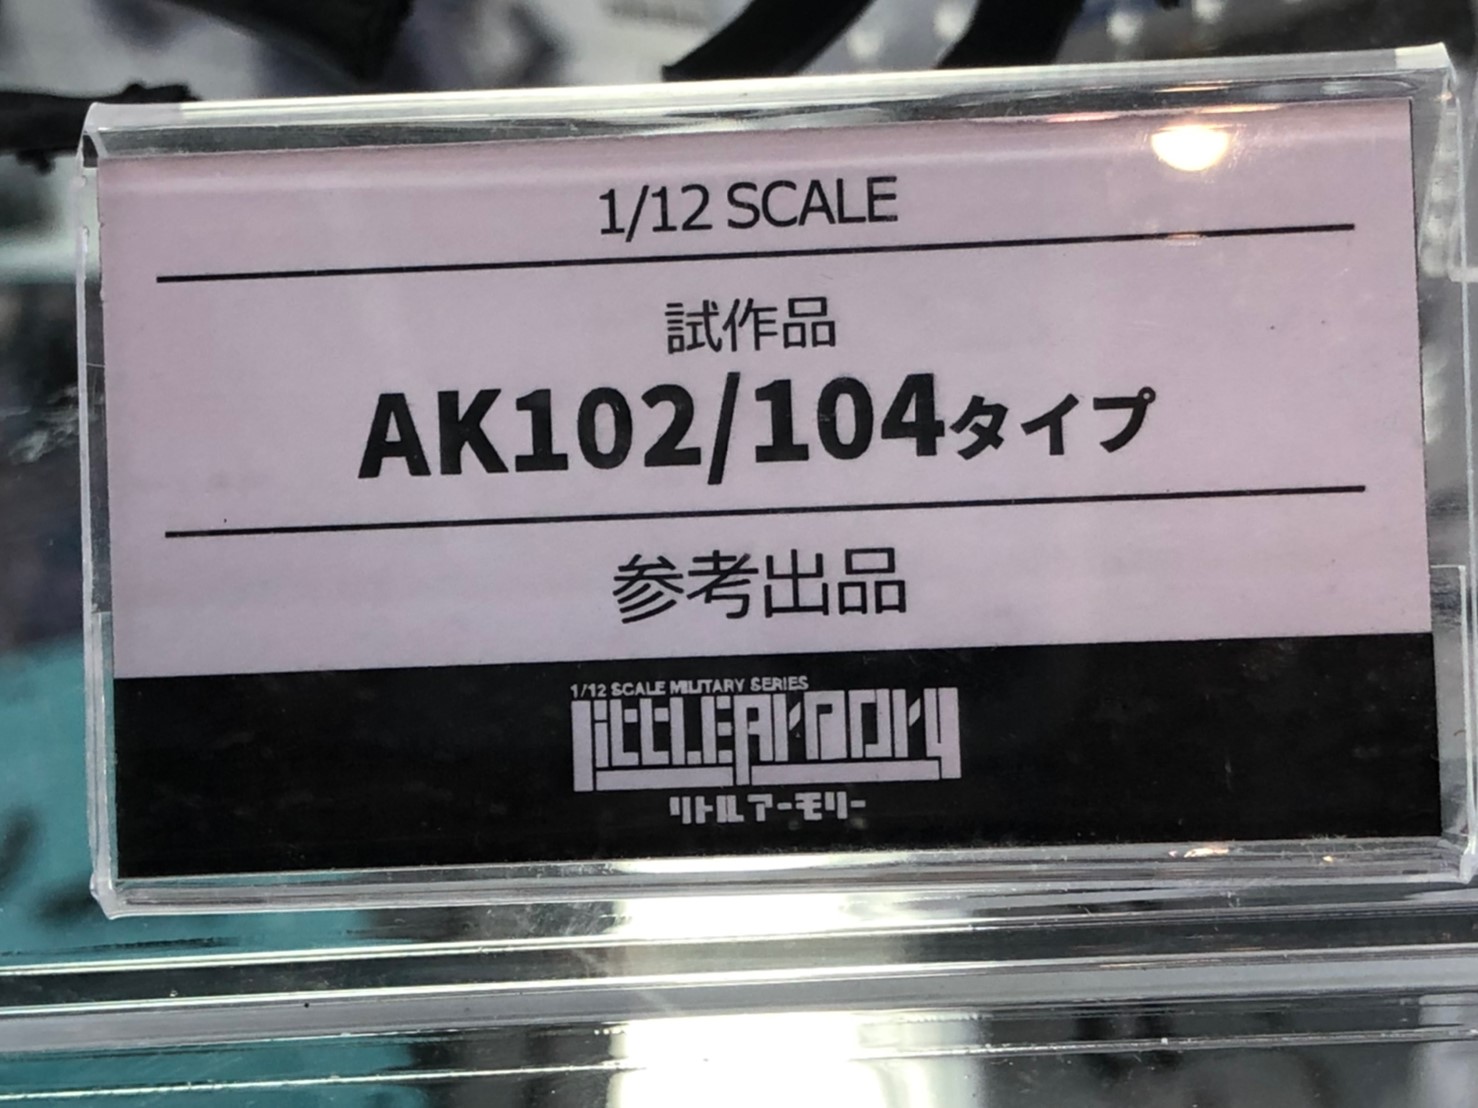 1/12 SCALE
試作品
AK102/104タイプ
参考出品
1/12 SCALE MILITARY SERIES
LITTLEARMORY
リトルアーモリー